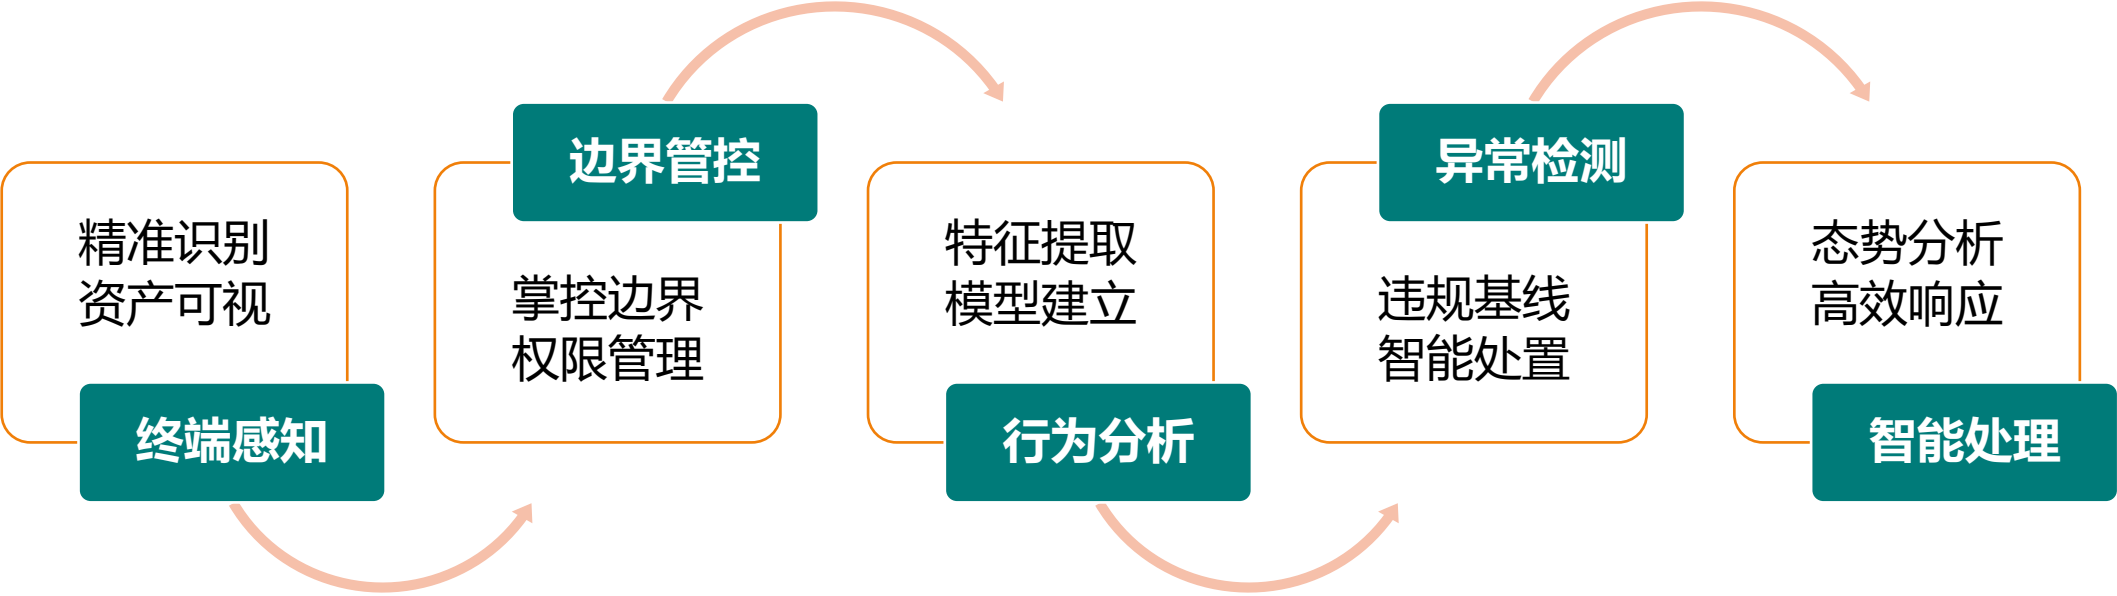 精准识别
资产可视
终端感知
边界管控
掌控边界
权限管理
特征提取
模型建立
行为分析
异常检测
违规基线
智能处置
态势分析
高效响应
智能处理